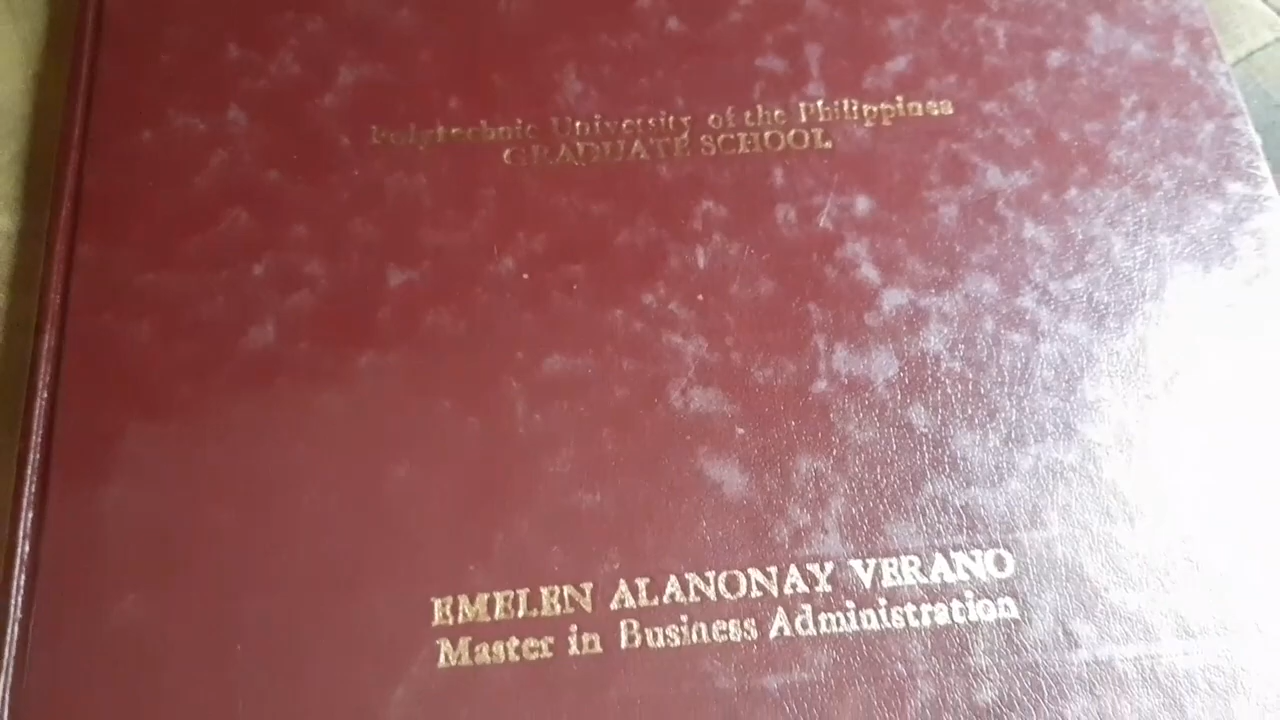 Polytechnic University of the Philippines
GRADUATE SCHOOL
EMELEN ALANONAY VERANO
Master in Business Administration